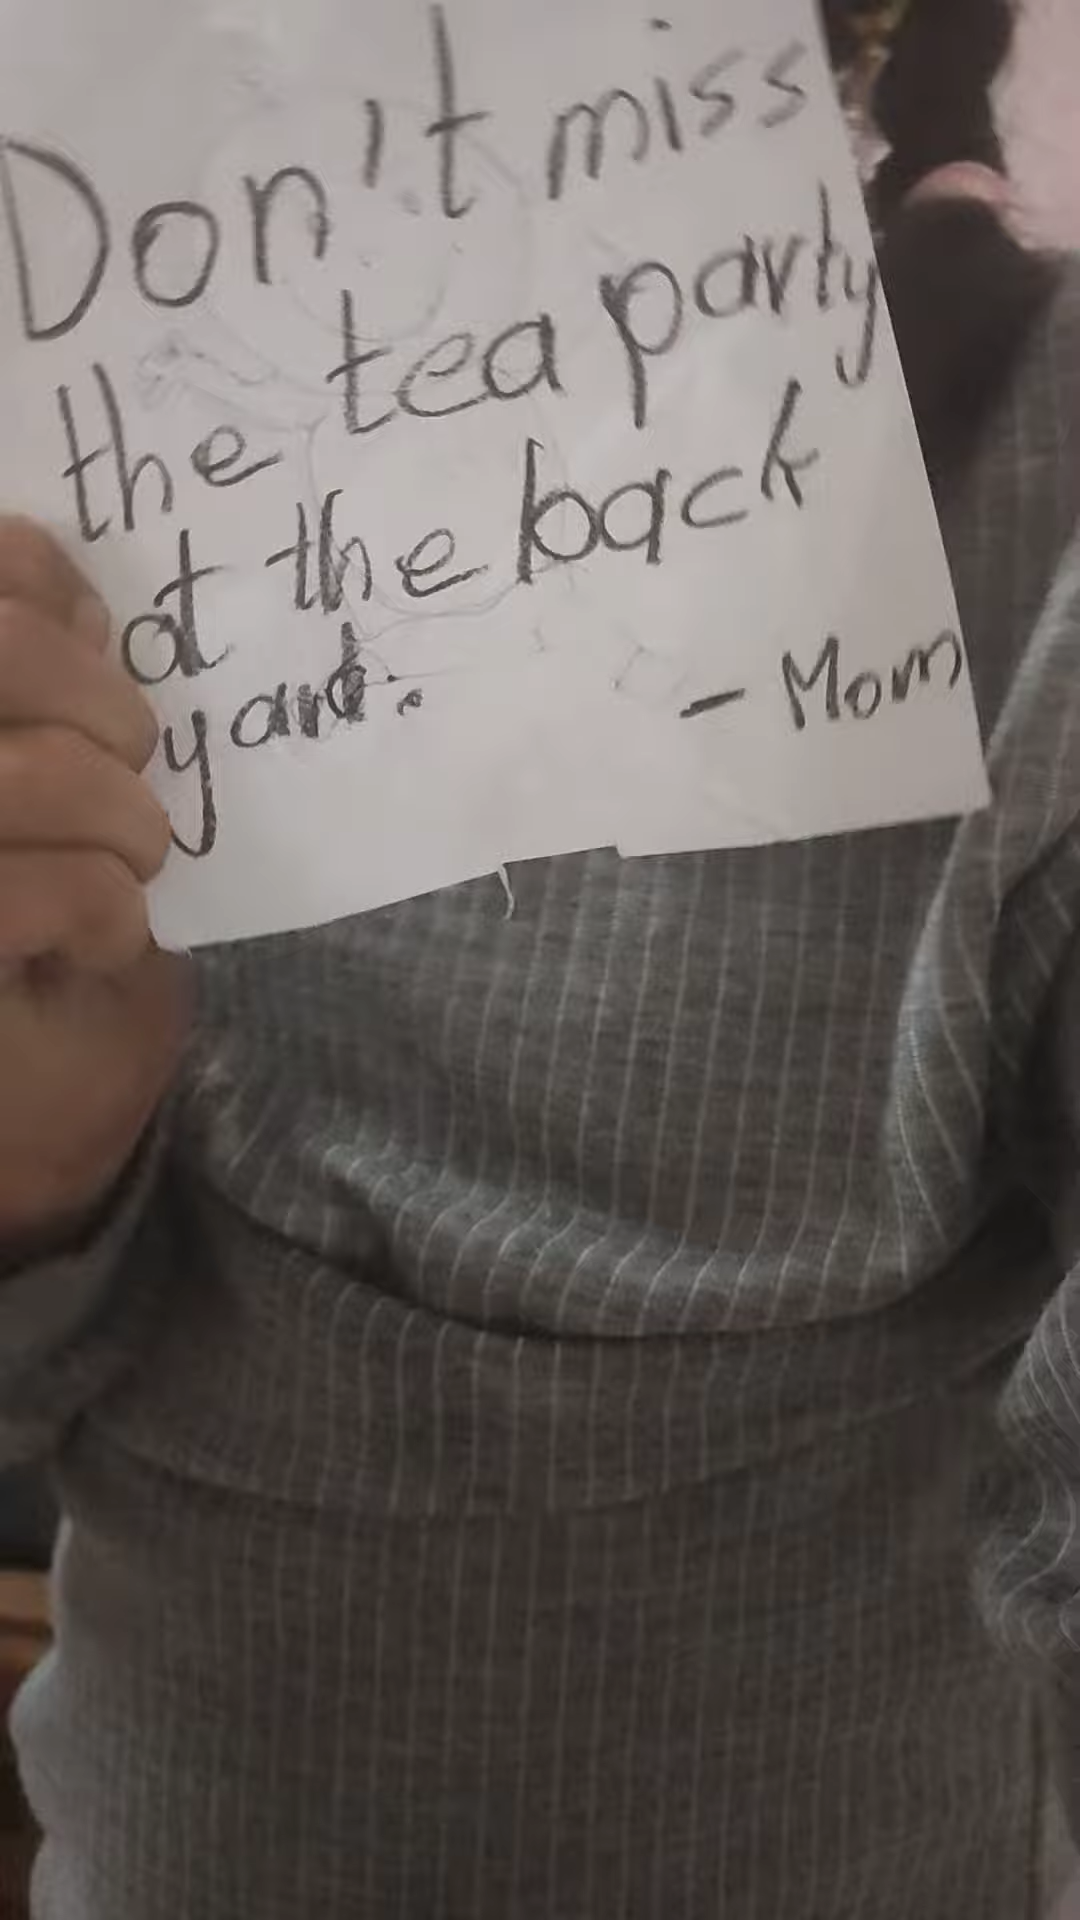 Don't miss
the tea party
at the back
yard.
- Mom